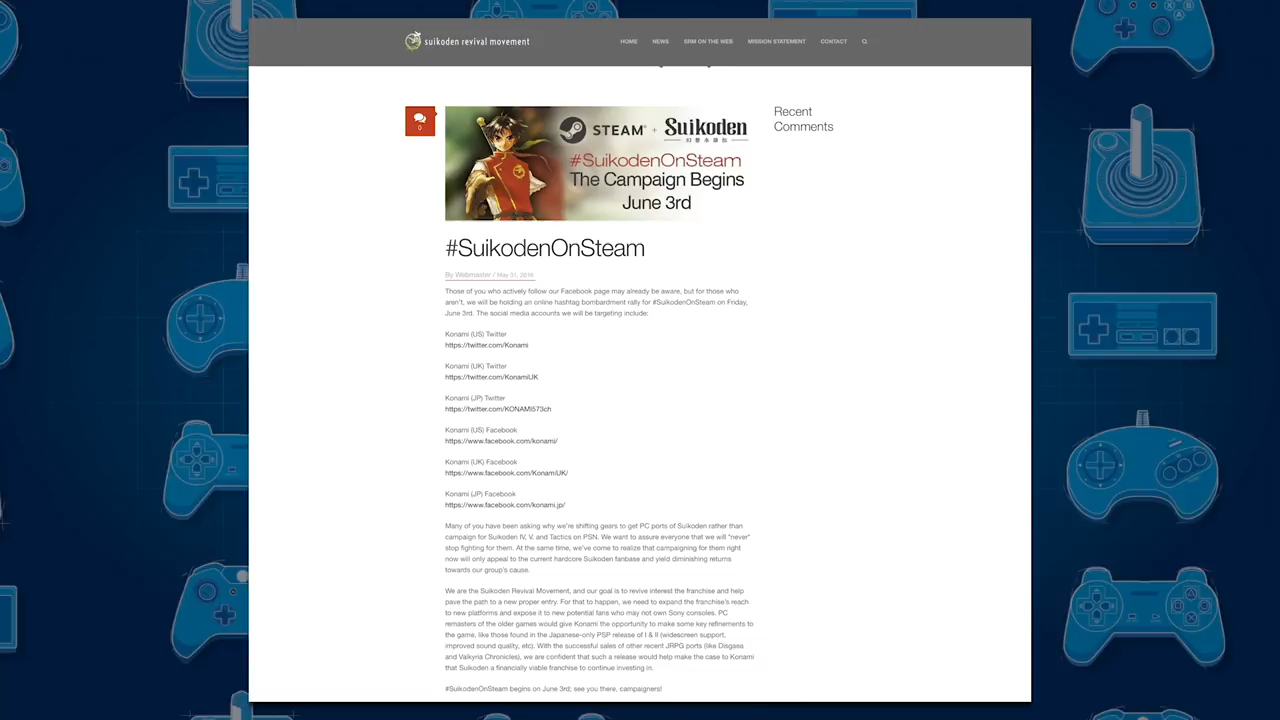 suikoden revival movement
HOME NEWS SRM ON THE WEB MISSION STATEMENT CONTACT
0
STEAM® + Suikoden
幻想水滸伝
#SuikodenOnSteam
The Campaign Begins
June 3rd
Recent
Comments
#SuikodenOnSteam
By Webmaster / May 31, 2016
Those of you who actively follow our Facebook page may already be aware, but for those who
aren't, we will be holding an online hashtag bombardment rally for #SuikodenOnSteam on Friday,
June 3rd. The social media accounts we will be targeting include:
Konami (US) Twitter
https://twitter.com/Konami
Konami (UK) Twitter
https://twitter.com/KonamiUK
Konami (JP) Twitter
https://twitter.com/KONAMI573ch
Konami (US) Facebook
https://www.facebook.com/konami/
Konami (UK) Facebook
https://www.facebook.com/KonamiUK/
Konami (JP) Facebook
https://www.facebook.com/konami.jp/
Many of you have been asking why we're shifting gears to get PC ports of Suikoden rather than
campaign for Suikoden IV, V, and Tactics on PSN. We want to assure everyone that we will *never*
stop fighting for them. At the same time, we've come to realize that campaigning for them right
now will only appeal to the current hardcore Suikoden fanbase and yield diminishing returns
towards our group's cause.
We are the Suikoden Revival Movement, and our goal is to revive interest the franchise and help
pave the path to a new proper entry. For that to happen, we need to expand the franchise's reach
to new platforms and expose it to new potential fans who may not own Sony consoles. PC
remasters of the older games would give Konami the opportunity to make some key refinements to
the game, like those found in the Japanese-only PSP release of I & II (widescreen support,
improved sound quality, etc). With the successful sales of other recent JRPG ports (like Disgaea
and Valkyria Chronicles), we are confident that such a release would help make the case to Konami
that Suikoden a financially viable franchise to continue investing in.
#SuikodenOnSteam begins on June 3rd; see you there, campaigners!